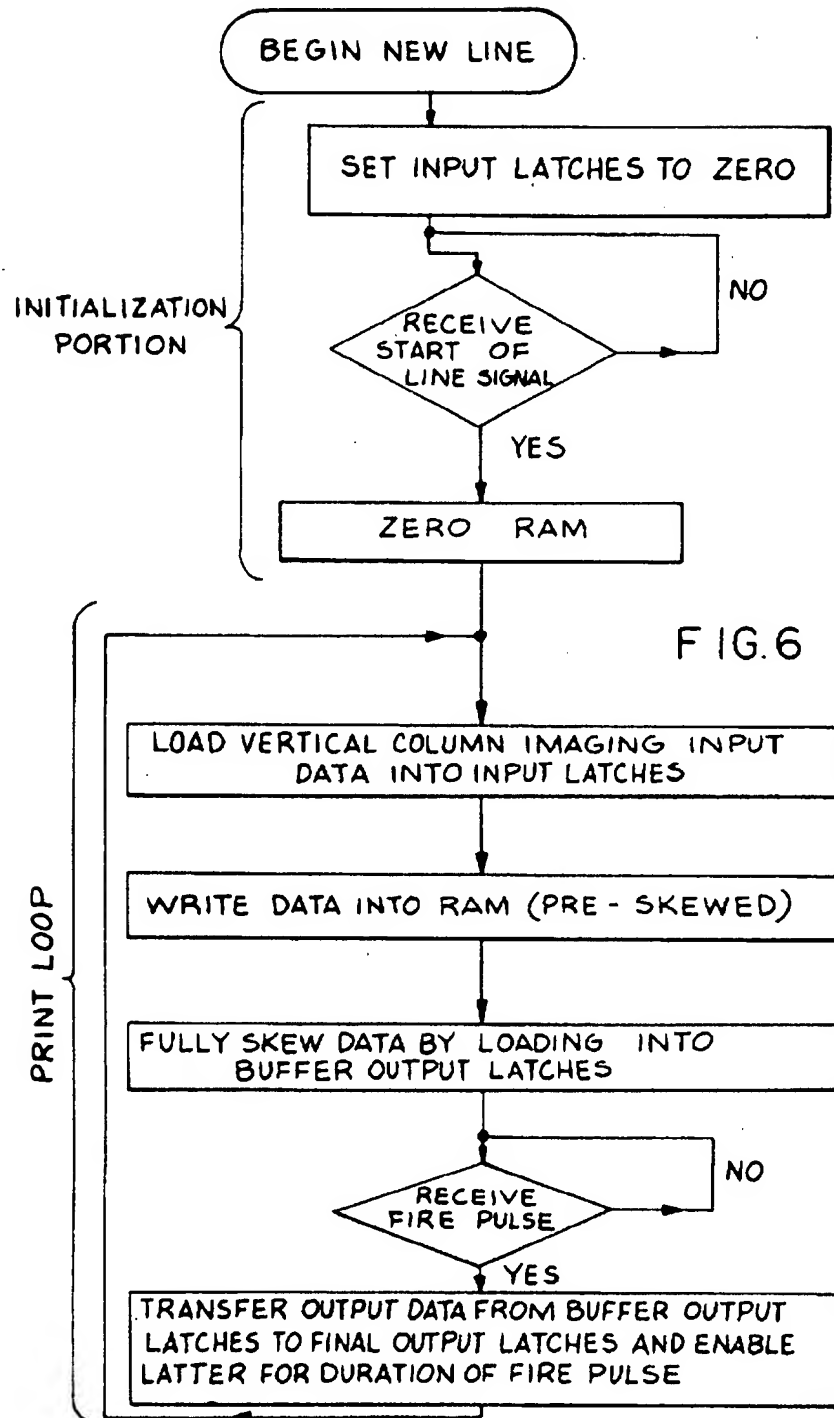 BEGIN NEW LINE
SET INPUT LATCHES TO ZERO
NO
INITIALIZATION
PORTION
RECEIVE
START OF
LINE SIGNAL
YES
ZERO RAM
FIG.6
LOAD VERTICAL COLUMN IMAGING INPUT
DATA INTO INPUT LATCHES
WRITE DATA INTO RAM (PRE-SKEWED)
PRINT LOOP
FULLY SKEW DATA BY LOADING INTO
BUFFER OUTPUT LATCHES
NO
RECEIVE
FIRE PULSE
YES
TRANSFER OUTPUT DATA FROM BUFFER OUTPUT
LATCHES TO FINAL OUTPUT LATCHES AND ENABLE
LATTER FOR DURATION OF FIRE PULSE